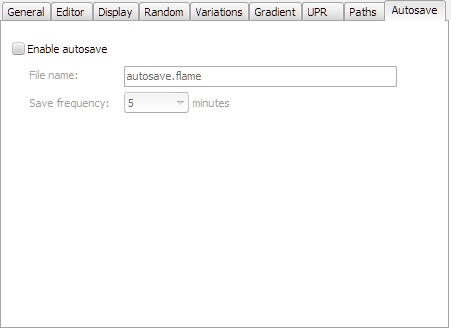 General Editor Display Random Variations Gradient UPR Paths Autosave
Enable autosave
File name: autosave.flame
Save frequency: 5 minutes